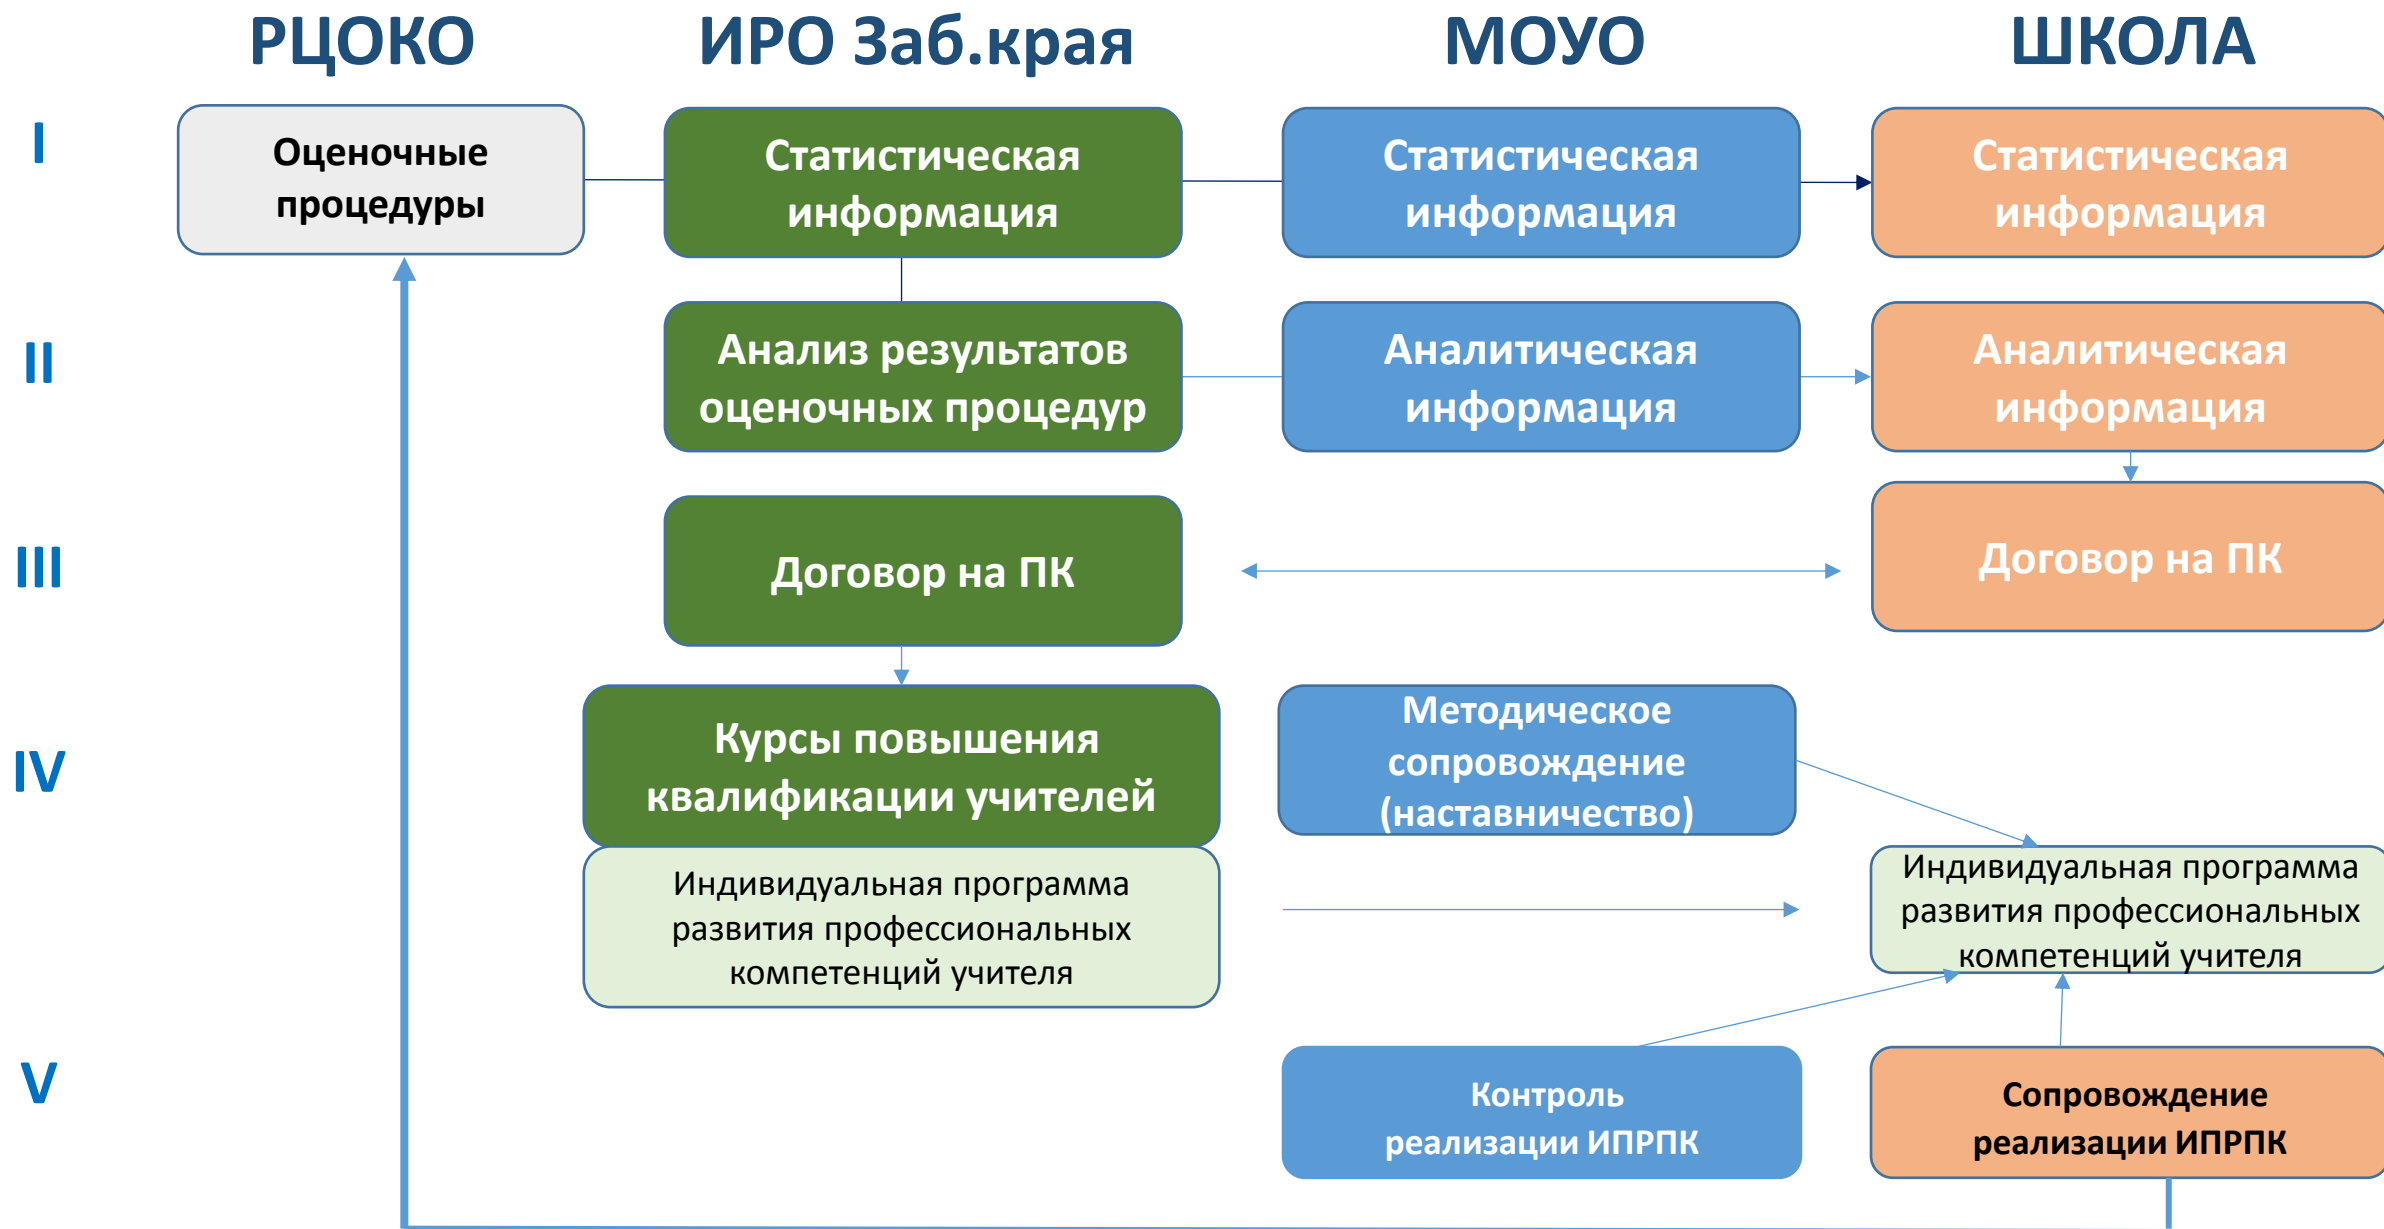 РЦОКО
ИРО Заб.края
МОУО
ШКОЛА
I
Оценочные
процедуры
Статистическая
информация
Статистическая
информация
Статистическая
информация
II
Анализ результатов
оценочных процедур
Аналитическая
информация
Аналитическая
информация
III
Договор на ПК
Договор на ПК
IV
Курсы повышения
квалификации учителей
Методическое
сопровождение
(наставничество)
Индивидуальная программа
развития профессиональных
компетенций учителя
Индивидуальная программа
развития профессиональных
компетенций учителя
V
Контроль
реализации ИПРПК
Сопровождение
реализации ИПРПК